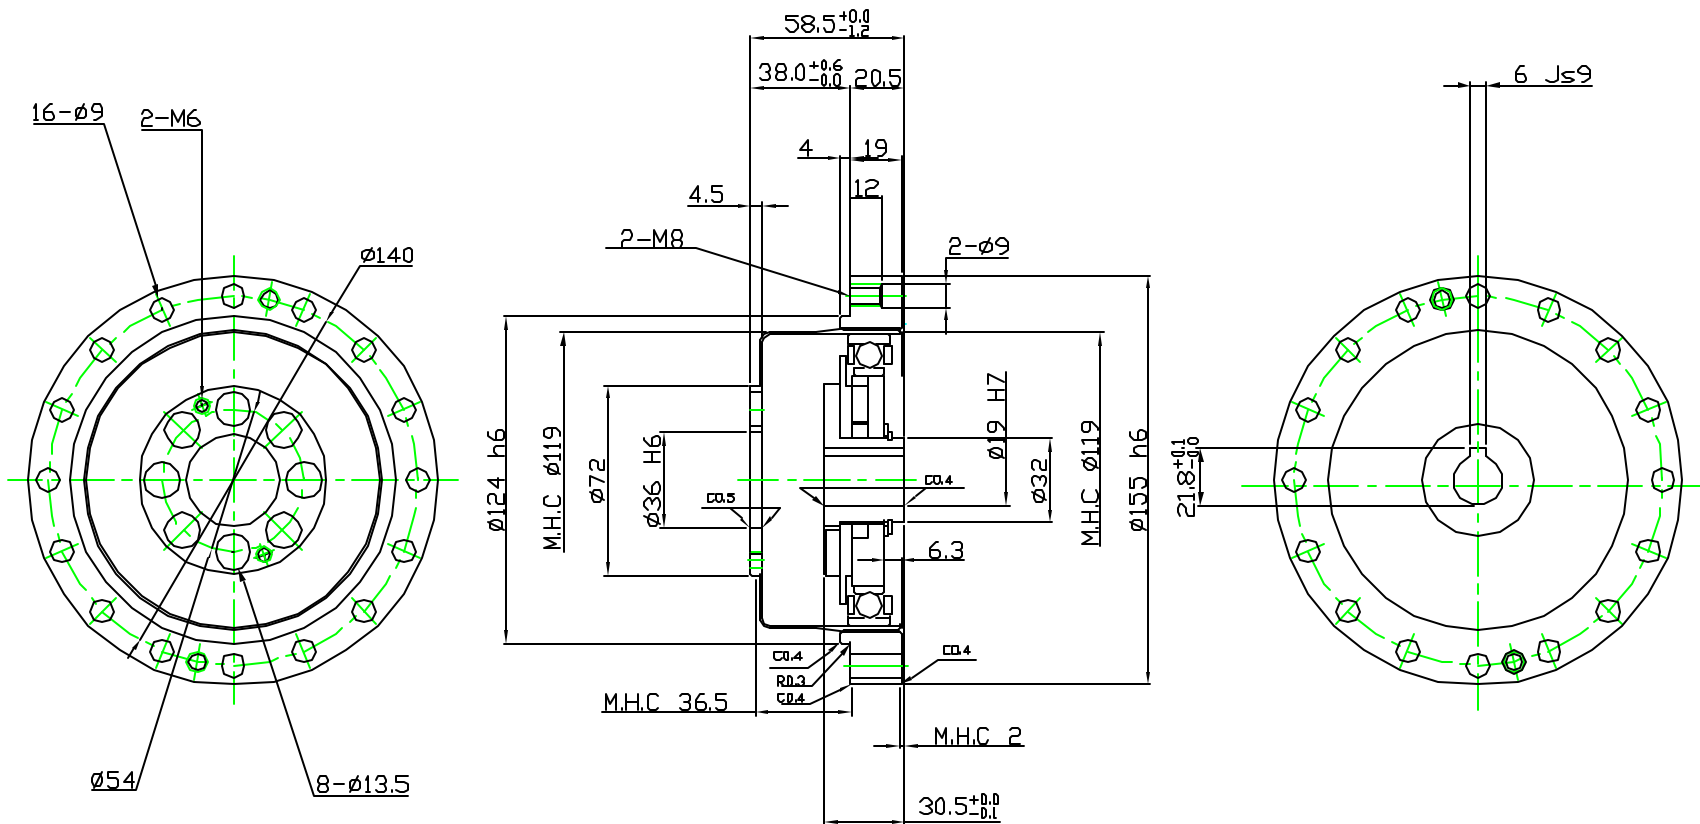 58.5 +0.0 -1.2
38.0 +0.6 -0.0
20.5
6 Js9
16-ø9
2-M6
4
19
4.5
12
2-M8
2-ø9
ø140
ø124 h6
M.H.C ø119
ø72
ø36 H6
C0.5
C0.4
ø19 H7
ø32
M.H.C ø119
ø155 h6
21.8 +0.1 -0.0
6.3
C0.4
R0.3
C0.4
C0.4
M.H.C 36.5
M.H.C 2
ø54
8-ø13.5
30.5 +0.0 -0.1